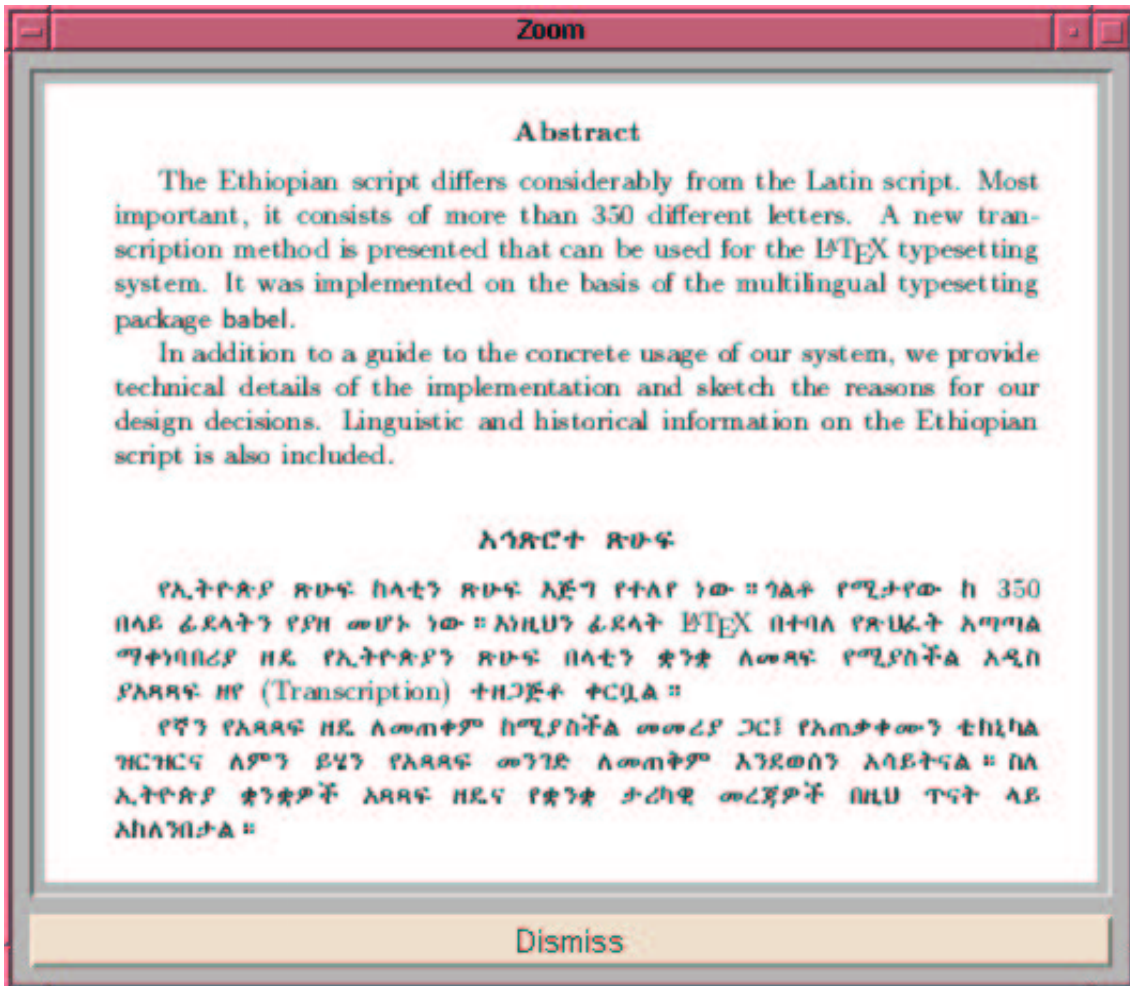 Zoom
Abstract
The Ethiopian script differs considerably from the Latin script. Most
important, it consists of more than 350 different letters. A new tran-
scription method is presented that can be used for the LATEX typesetting
system. It was implemented on the basis of the multilingual typesetting
package babel.
In addition to a guide to the concrete usage of our system, we provide
technical details of the implementation and sketch the reasons for our
design decisions. Linguistic and historical information on the Ethiopian
script is also included.
አኅጽሮተ ጽሁፍ
የኢትዮጵያ ጽሁፍ ከላቲን ጽሁፍ እጅግ የተለየ ነው ። ጎልቶ የሚታየው ከ 350
በላይ ፊደላትን የያዘ መሆኑ ነው ። እነዚህን ፊደላት LATEX በተባለ የጽህፈት አጣጣል
ማቀነባበሪያ ዘዴ የኢትዮጵያን ጽሁፍ በላቲን ቋንቋ ለመጻፍ የሚያስችል አዲስ
ያጻጻፍ ዘየ (Transcription) ተዘጋጅቶ ቀርቧል ።
የኛን የአጻጻፍ ዘዴ ለመጠቀም ከሚያስችል መመሪያ ጋር፤ የአጠቃቀሙን ቴክኒካል
ዝርዝርና ለምን ይሄን የአጻጻፍ መንገድ ለመጠቅም እንደወሰን አሳይትናል ። ስለ
ኢትዮጵያ ቋንቋዎች አጻጻፍ ዘዴና የቋንቋ ታሪካዊ መረጃዎች በዚህ ጥናት ላይ
አከለንበታል ።
Dismiss